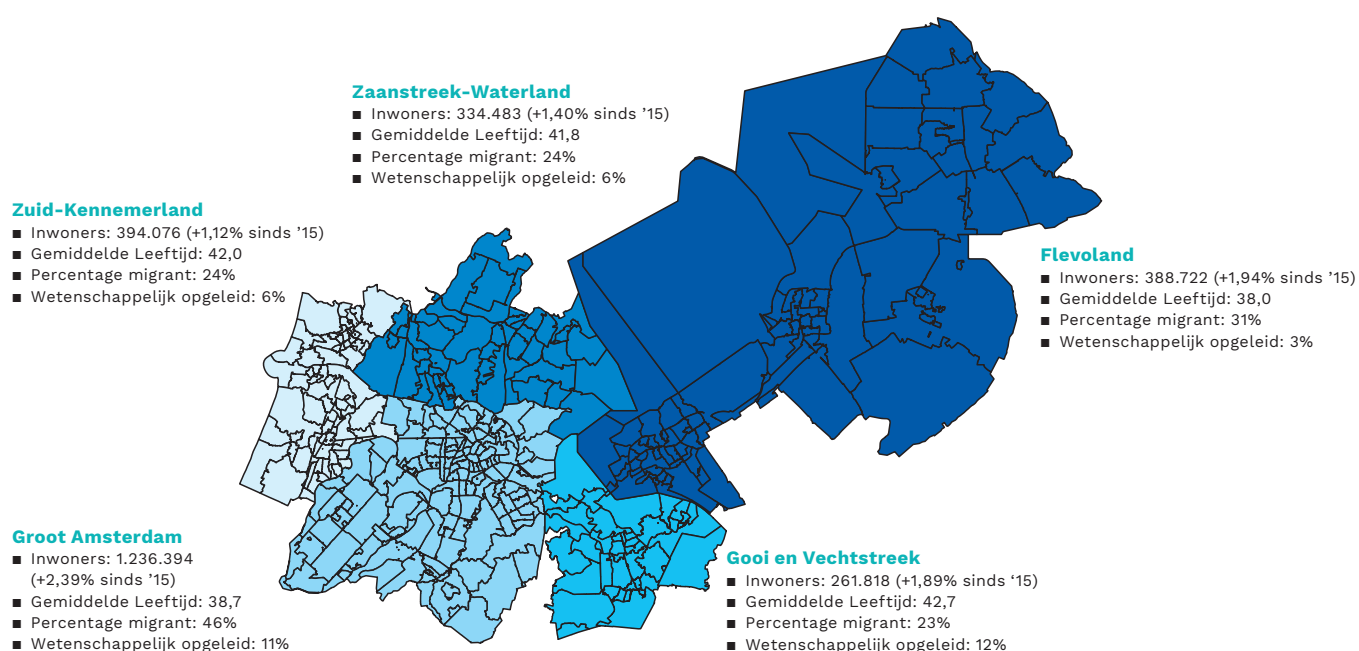 Zaanstreek-Waterland
■ Inwoners: 334.483 (+1,40% sinds ’15)
■ Gemiddelde Leeftijd: 41,8
■ Percentage migrant: 24%
■ Wetenschappelijk opgeleid: 6%
Zuid-Kennemerland
■ Inwoners: 394.076 (+1,12% sinds ’15)
■ Gemiddelde Leeftijd: 42,0
■ Percentage migrant: 24%
■ Wetenschappelijk opgeleid: 6%
Flevoland
■ Inwoners: 388.722 (+1,94% sinds ’15)
■ Gemiddelde Leeftijd: 38,0
■ Percentage migrant: 31%
■ Wetenschappelijk opgeleid: 3%
Groot Amsterdam
■ Inwoners: 1.236.394
(+2,39% sinds ’15)
■ Gemiddelde Leeftijd: 38,7
■ Percentage migrant: 46%
■ Wetenschappelijk opgeleid: 11%
Gooi en Vechtstreek
■ Inwoners: 261.818 (+1,89% sinds ’15)
■ Gemiddelde Leeftijd: 42,7
■ Percentage migrant: 23%
■ Wetenschappelijk opgeleid: 12%